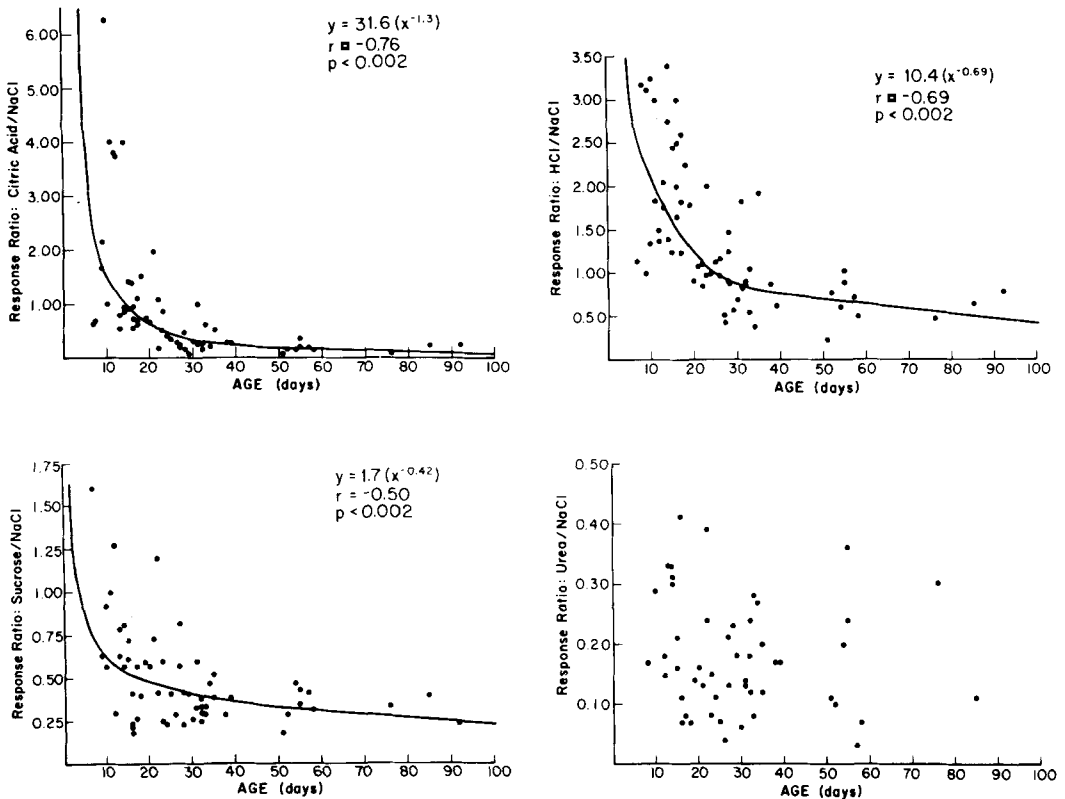 y = 31.6 (x^-1.3)
r = -0.76
p < 0.002
6.00
5.00
4.00
3.00
2.00
1.00
Response Ratio: Citric Acid/NaCl
10 20 30 40 50 60 70 80 90 100
AGE (days)
y = 10.4 (x^-0.69)
r = -0.69
p < 0.002
3.50
3.00
2.50
2.00
1.50
1.00
0.50
Response Ratio: HCl/NaCl
10 20 30 40 50 60 70 80 90 100
AGE (days)
y = 1.7 (x^-0.42)
r = -0.50
p < 0.002
1.75
1.50
1.25
1.00
0.75
0.50
0.25
Response Ratio: Sucrose/NaCl
10 20 30 40 50 60 70 80 90 100
AGE (days)
0.50
0.40
0.30
0.20
0.10
Response Ratio: Urea/NaCl
10 20 30 40 50 60 70 80 90 100
AGE (days)